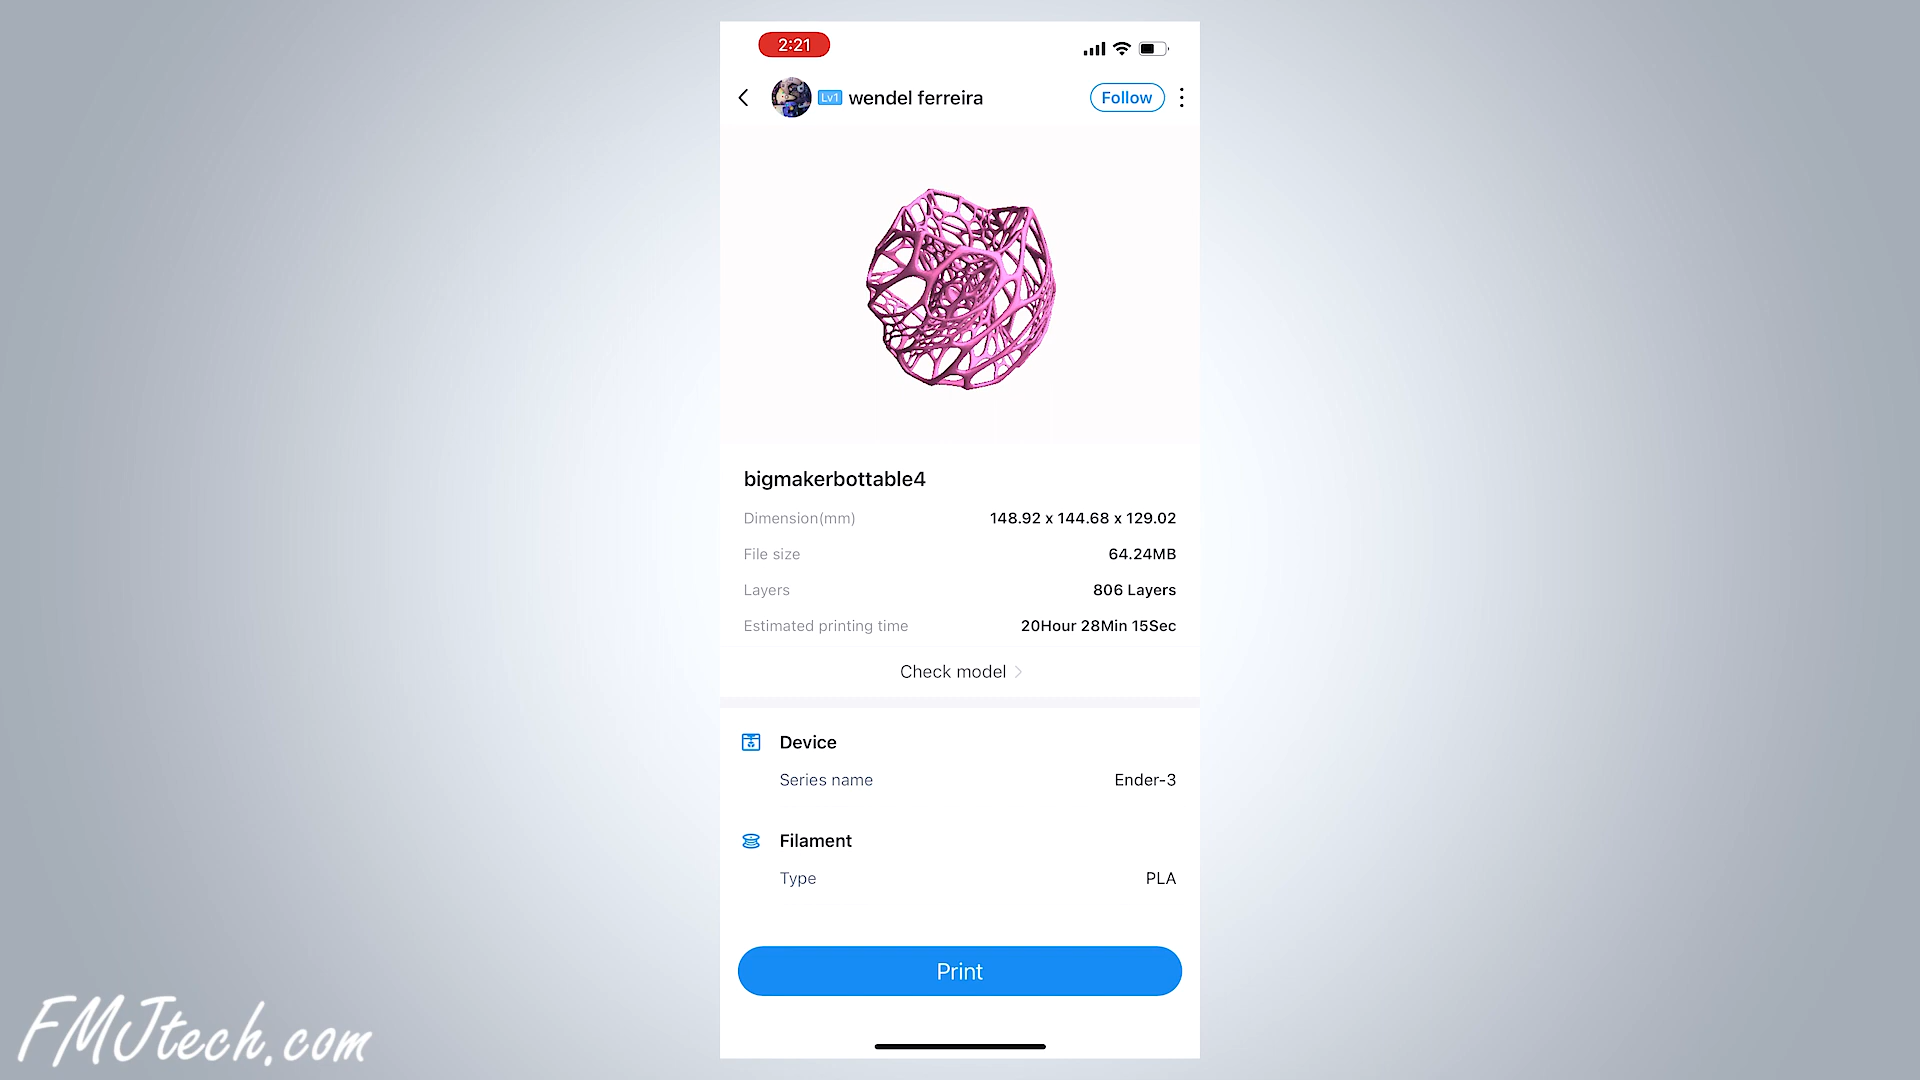 2:21
Lv1 wendel ferreira
Follow
bigmakerbottable4
Dimension(mm) 148.92 x 144.68 x 129.02
File size 64.24MB
Layers 806 Layers
Estimated printing time 20Hour 28Min 15Sec
Check model
Device
Series name Ender-3
Filament
Type PLA
Print
FMJtech.com